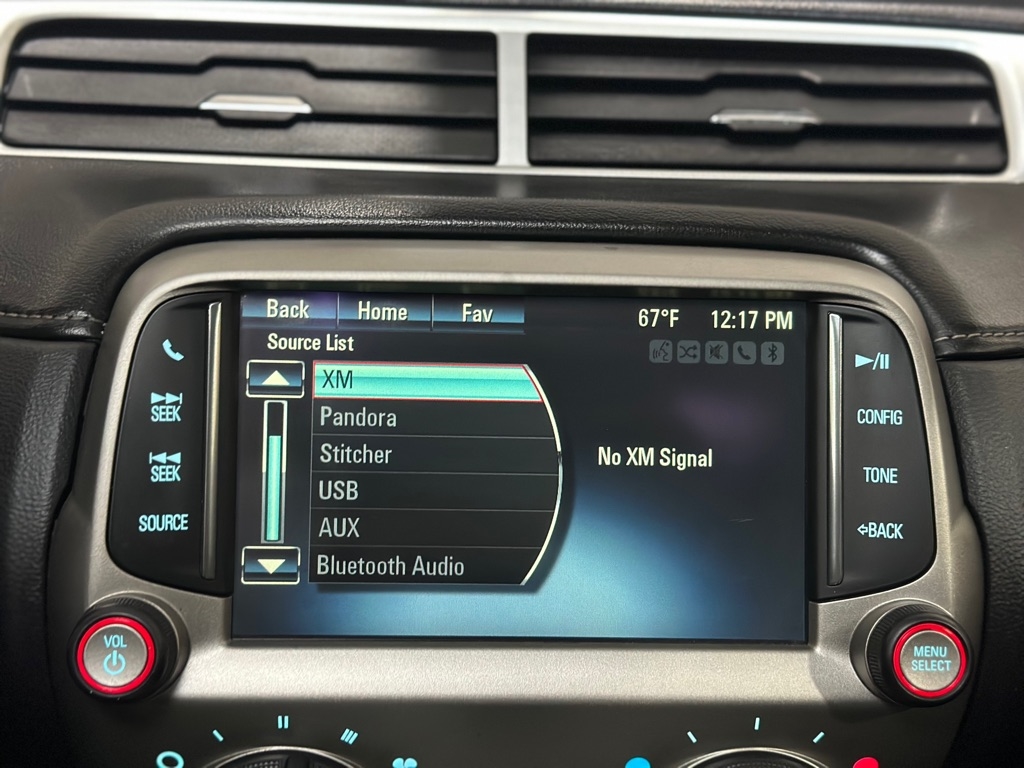 Back Home Fav 67°F 12:17 PM
Source List
XM
Pandora
Stitcher
USB
AUX
Bluetooth Audio
No XM Signal
SEEK
SEEK
SOURCE
CONFIG
TONE
BACK
VOL
MENU
SELECT